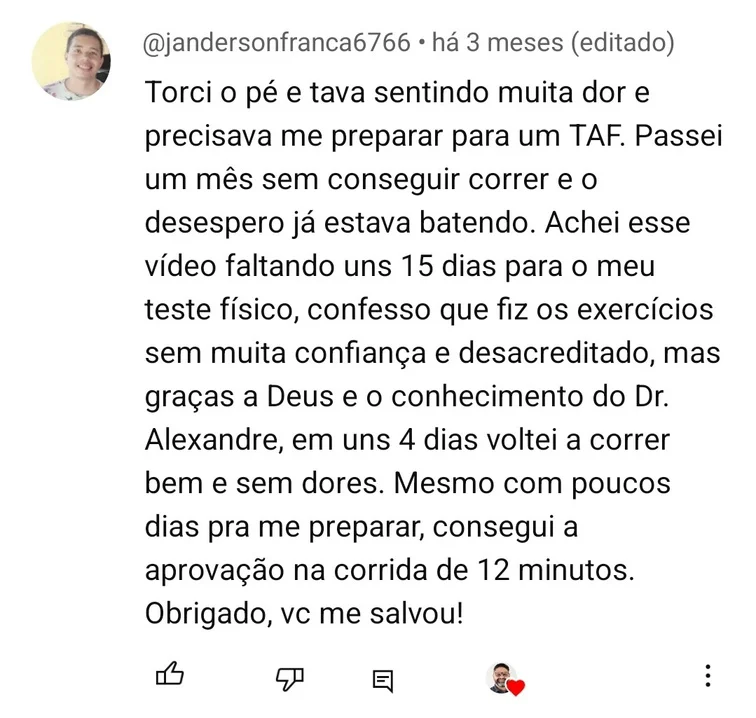 @jandersonfranca6766 • há 3 meses (editado)
Torci o pé e tava sentindo muita dor e
precisava me preparar para um TAF. Passei
um mês sem conseguir correr e o
desespero já estava batendo. Achei esse
vídeo faltando uns 15 dias para o meu
teste físico, confesso que fiz os exercícios
sem muita confiança e desacreditado, mas
graças a Deus e o conhecimento do Dr.
Alexandre, em uns 4 dias voltei a correr
bem e sem dores. Mesmo com poucos
dias pra me preparar, consegui a
aprovação na corrida de 12 minutos.
Obrigado, vc me salvou!